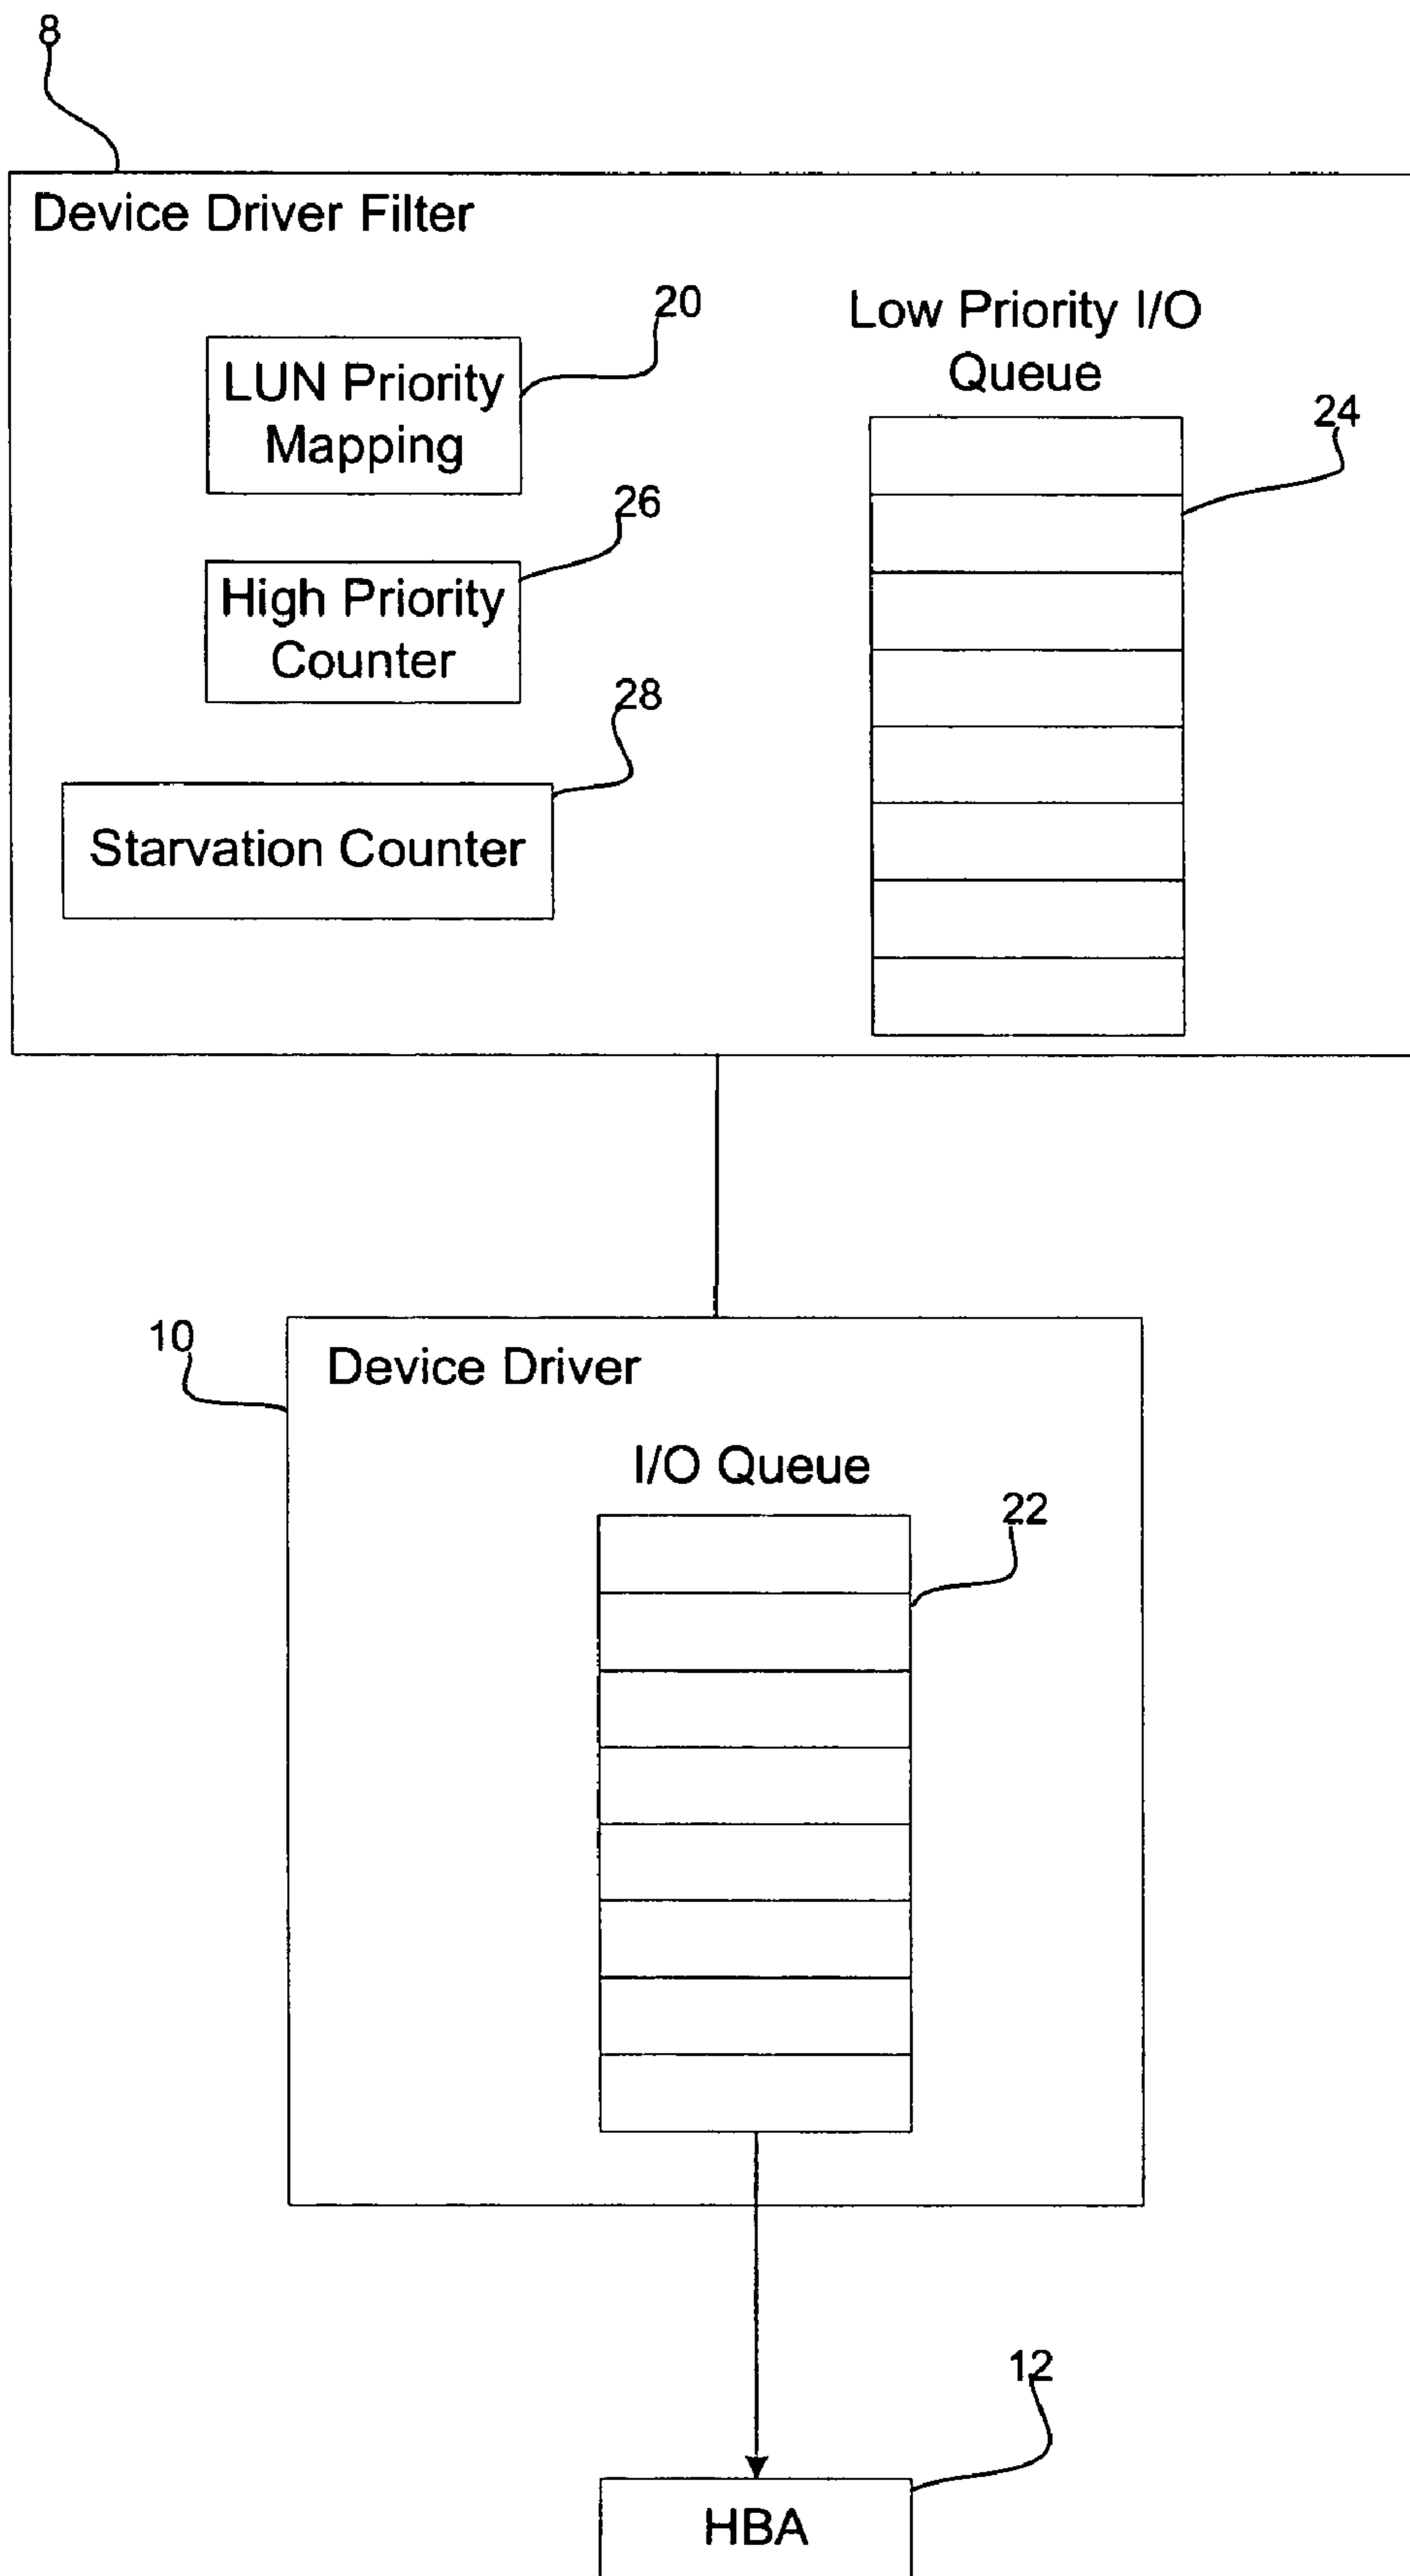 8
Device Driver Filter
20
LUN Priority
Mapping
Low Priority I/O
Queue
24
26
High Priority
Counter
28
Starvation Counter
10
Device Driver
I/O Queue
22
12
HBA